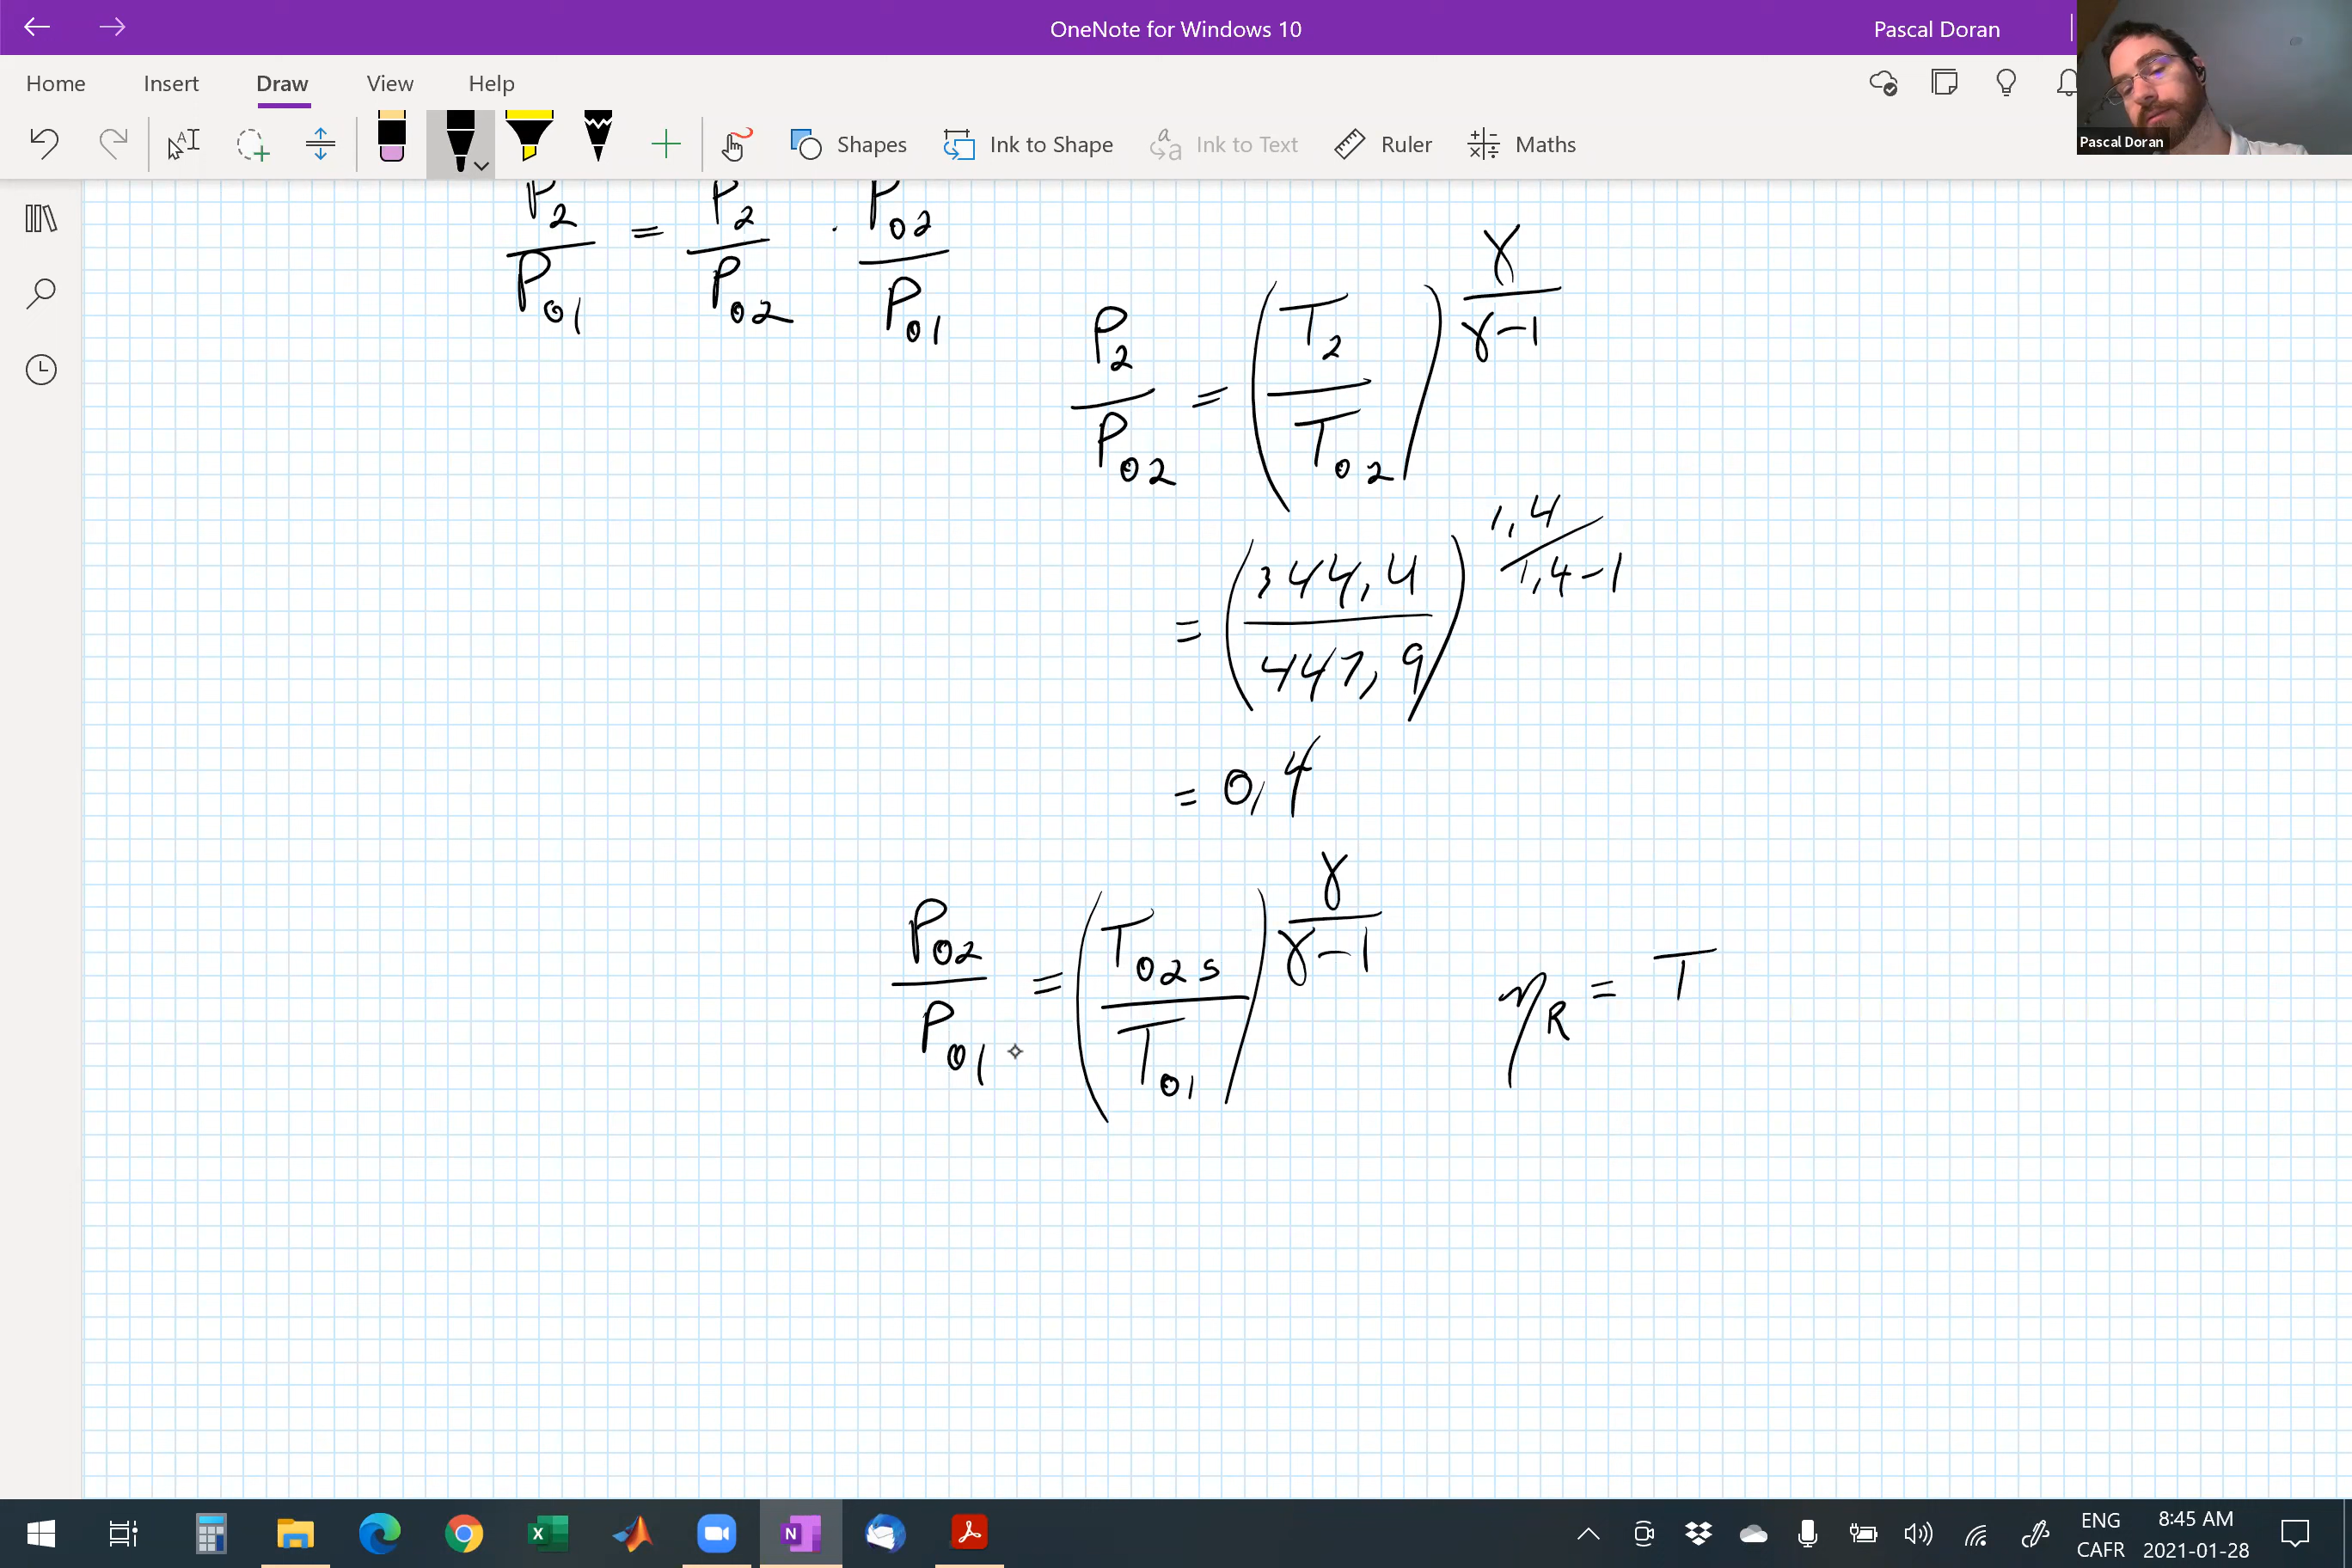 OneNote for Windows 10
Pascal Doran
Home Insert Draw View Help
Shapes Ink to Shape Ink to Text Ruler Maths
Pascal Doran
P2/P01 = P2/P02 · P02/P01
P2/P02 = (T2/T02)^(γ/(γ-1))
= (344,4/447,9)^(1,4/(1,4-1))
= 0,4
P02/P01 = (T02s/T01)^(γ/(γ-1))
ηR = T
ENG
CAFR
8:45 AM
2021-01-28